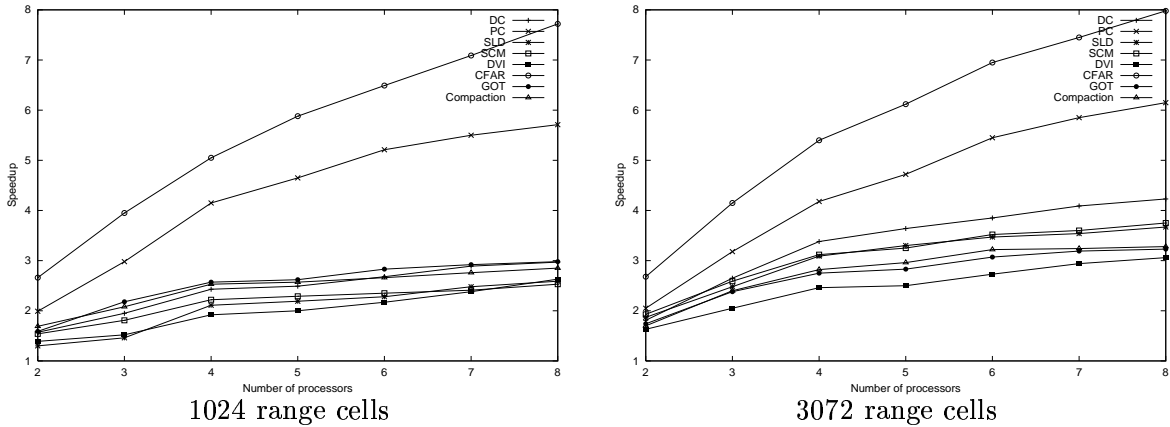 8
7
6
5
4
3
2
1
Speedup
DC
PC
SLD
SCM
DVI
CFAR
GOT
Compaction
2 3 4 5 6 7 8
Number of processors
1024 range cells
8
7
6
5
4
3
2
1
Speedup
DC
PC
SLD
SCM
DVI
CFAR
GOT
Compaction
2 3 4 5 6 7 8
Number of processors
3072 range cells